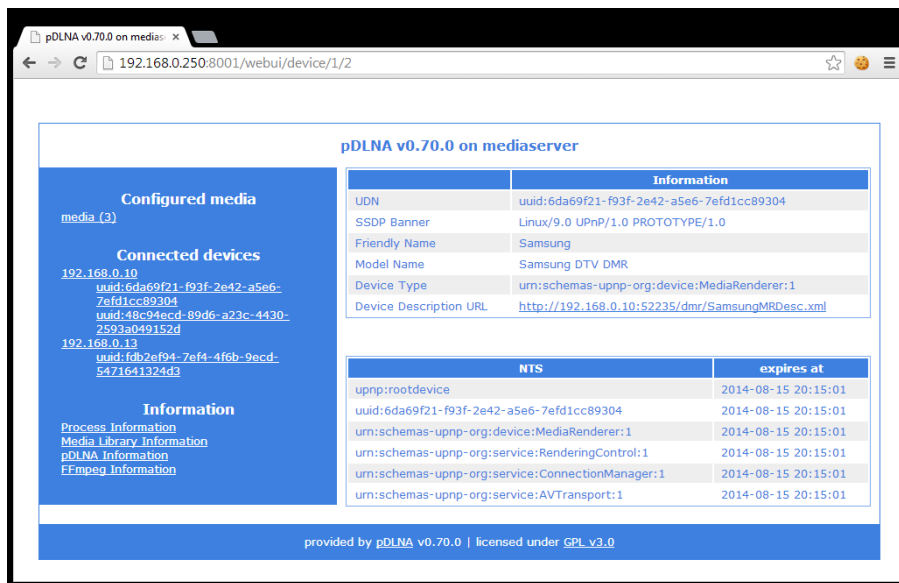 pDLNA v0.70.0 on medias
192.168.0.250:8001/webui/device/1/2
pDLNA v0.70.0 on mediaserver
Configured media
media (3)
Connected devices
192.168.0.10
uuid:6da69f21-f93f-2e42-a5e6-
7efd1cc89304
uuid:48c94ecd-89d6-a23c-4430-
2593a049152d
192.168.0.13
uuid:fdb2ef94-7ef4-4f6b-9ecd-
5471641324d3
Information
Process Information
Media Library Information
pDLNA Information
FFmpeg Information
Information
UDN uuid:6da69f21-f93f-2e42-a5e6-7efd1cc89304
SSDP Banner Linux/9.0 UPnP/1.0 PROTOTYPE/1.0
Friendly Name Samsung
Model Name Samsung DTV DMR
Device Type urn:schemas-upnp-org:device:MediaRenderer:1
Device Description URL http://192.168.0.10:52235/dmr/SamsungMRDesc.xml
NTS expires at
upnp:rootdevice 2014-08-15 20:15:01
uuid:6da69f21-f93f-2e42-a5e6-7efd1cc89304 2014-08-15 20:15:01
urn:schemas-upnp-org:device:MediaRenderer:1 2014-08-15 20:15:01
urn:schemas-upnp-org:service:RenderingControl:1 2014-08-15 20:15:01
urn:schemas-upnp-org:service:ConnectionManager:1 2014-08-15 20:15:01
urn:schemas-upnp-org:service:AVTransport:1 2014-08-15 20:15:01
provided by pDLNA v0.70.0 | licensed under GPL v3.0